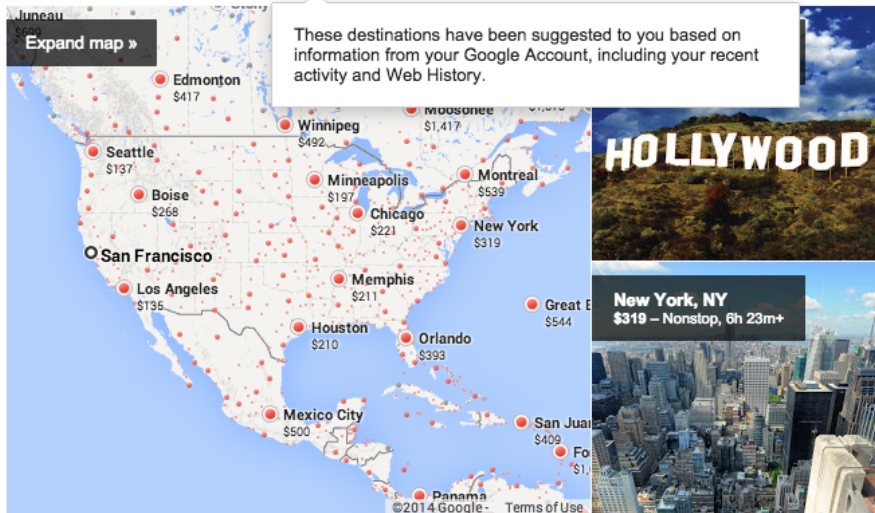 Juneau
$699
Expand map »
These destinations have been suggested to you based on
information from your Google Account, including your recent
activity and Web History.
Edmonton
$417
Moosonee
$1,417
Winnipeg
$492
Seattle
$137
Minneapolis
$197
Montreal
$539
Boise
$268
Chicago
$221
New York
$319
San Francisco
Memphis
$211
Los Angeles
$135
Great
$544
Houston
$210
Orlando
$393
Mexico City
$500
San Juan
$409
Panama
©2014 Google -
Terms of Use
HOLLYWOOD
New York, NY
$319 – Nonstop, 6h 23m+